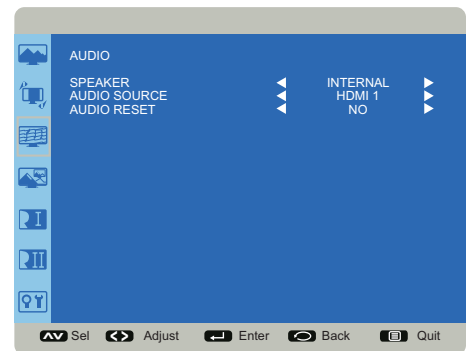 AUDIO
SPEAKER INTERNAL
AUDIO SOURCE HDMI 1
AUDIO RESET NO
Sel Adjust Enter Back Quit